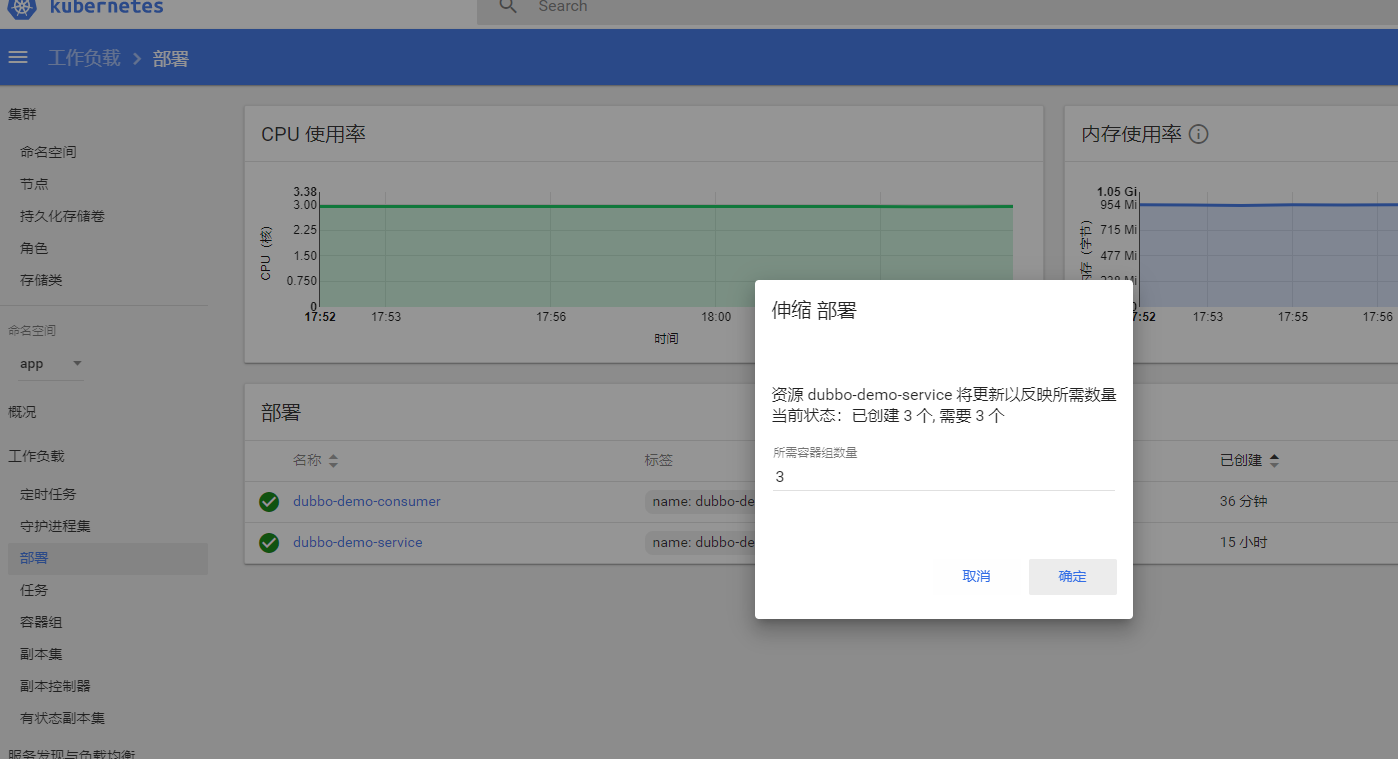 kubernetes
Search
工作负载 > 部署
集群
命名空间
节点
持久化存储卷
角色
存储类
命名空间
app
概况
工作负载
定时任务
守护进程集
部署
任务
容器组
副本集
副本控制器
有状态副本集
服务发现与负载均衡
CPU 使用率
3.38
3.00
2.25
1.50
0.750
0
CPU (核)
17:52 17:53 17:56 18:00
时间
内存使用率
1.05 Gi
954 Mi
715 Mi
477 Mi
内存 (字节)
17:53 17:55 17:56
部署
名称 标签 已创建
dubbo-demo-consumer name: dubbo-de 36 分钟
dubbo-demo-service name: dubbo-de 15 小时
伸缩 部署
资源 dubbo-demo-service 将更新以反映所需数量
当前状态：已创建 3 个, 需要 3 个
所需容器组数量
3
取消 确定